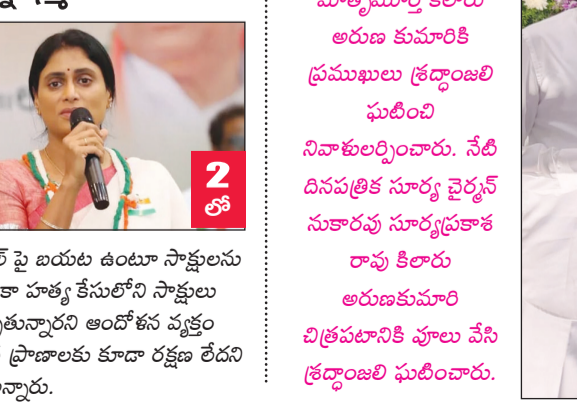 2
లో
పై బయట ఉంటూ సాక్షులను
హత్య కేసులోని సాక్షులు
ఆందోళన వ్యక్తం
ప్రాణాలకు కూడా రక్షణ లేదని
మాతృమూర్తి కిలారు
అరుణ కుమారికి
ప్రముఖులు శ్రద్ధాంజలి
ఘటించి
నివాళులర్పించారు. నేటి
దినపత్రిక సూర్య చైర్మన్
నుకారపు సూర్యప్రకాశ
రావు కిలారు
అరుణకుమారి
చిత్రపటానికి పూలు వేసి
శ్రద్ధాంజలి ఘటించారు.